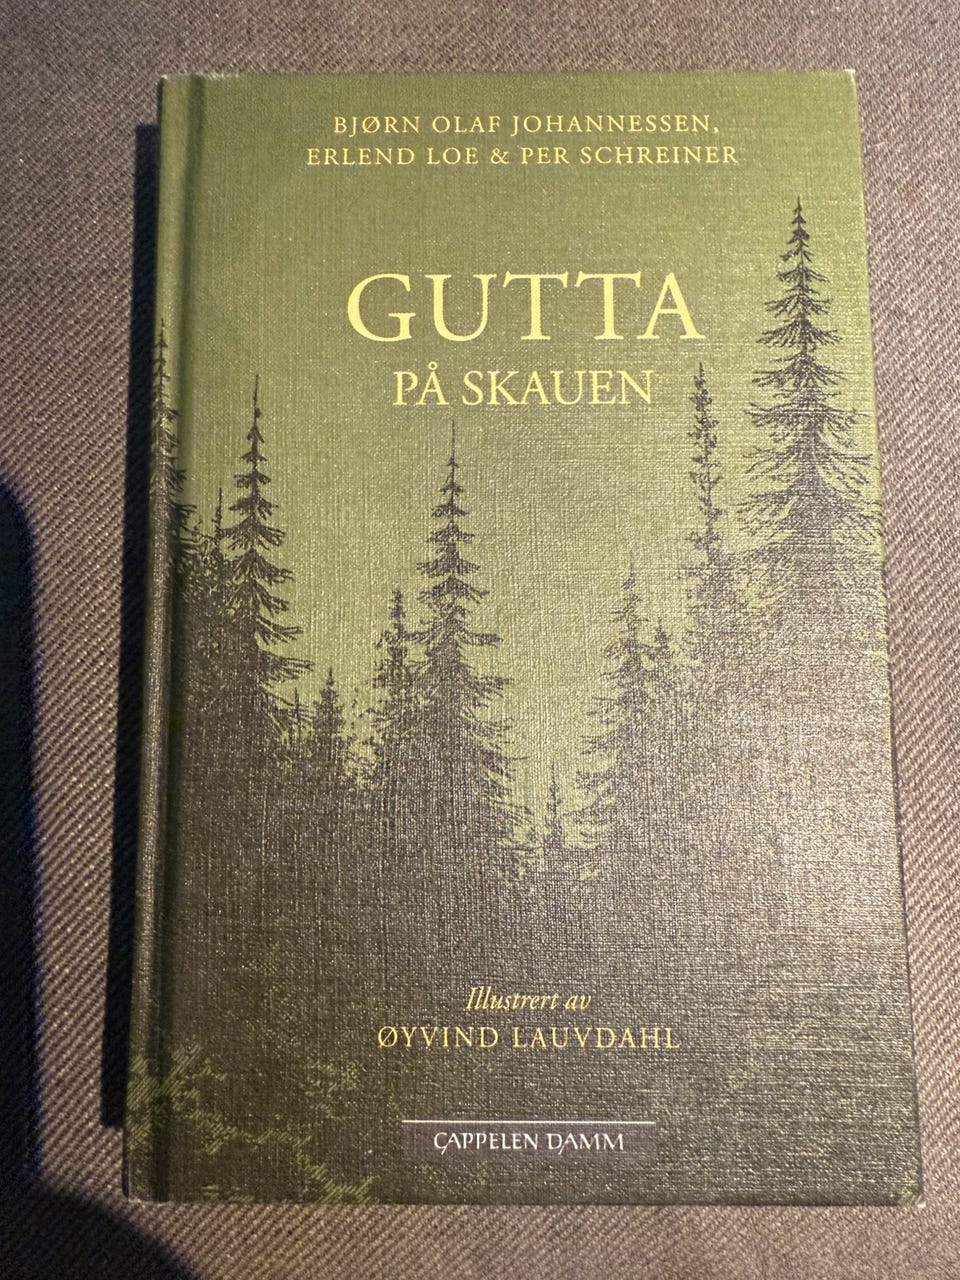 BJØRN OLAF JOHANNESSEN,
ERLEND LOE & PER SCHREINER
GUTTA
PÅ SKAUEN
Illustrert av
ØYVIND LAUVDAHL
CAPPELEN DAMM